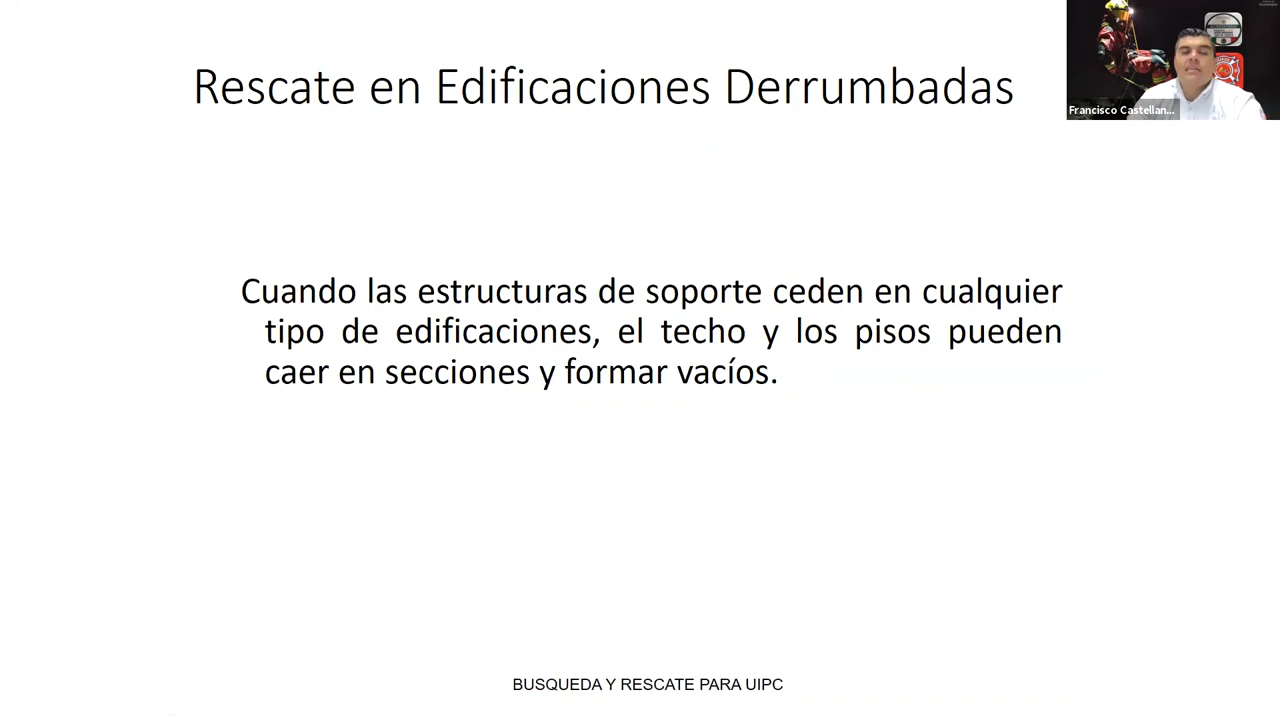 Rescate en Edificaciones Derrumbadas
Francisco Castellan...
Cuando las estructuras de soporte ceden en cualquier
tipo de edificaciones, el techo y los pisos pueden
caer en secciones y formar vacíos.
BUSQUEDA Y RESCATE PARA UIPC